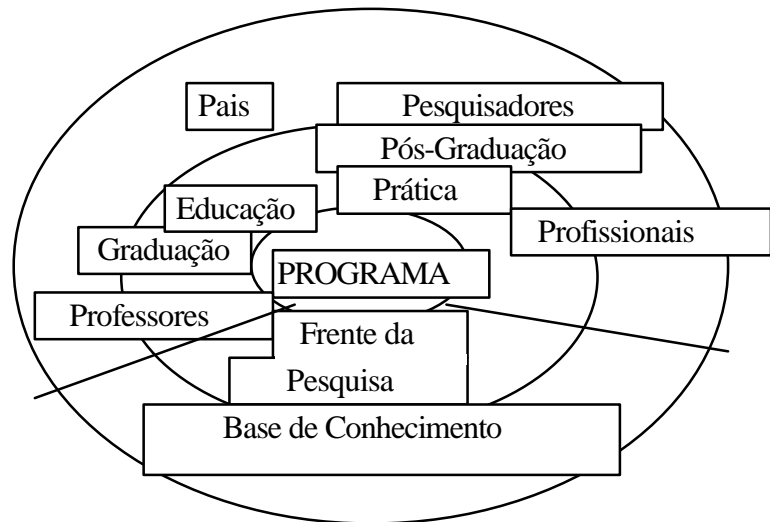 Pais
Pesquisadores
Pós-Graduação
Prática
Educação
Profissionais
Graduação
PROGRAMA
Professores
Frente da
Pesquisa
Base de Conhecimento